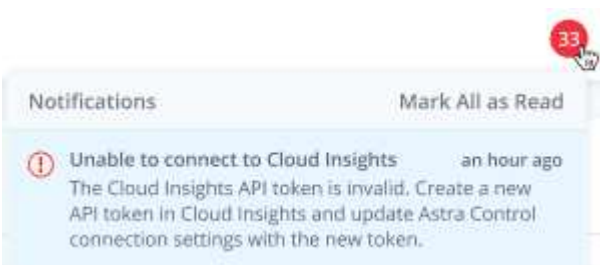 33
Notifications Mark All as Read
Unable to connect to Cloud Insights an hour ago
The Cloud Insights API token is invalid. Create a new
API token in Cloud Insights and update Astra Control
connection settings with the new token.